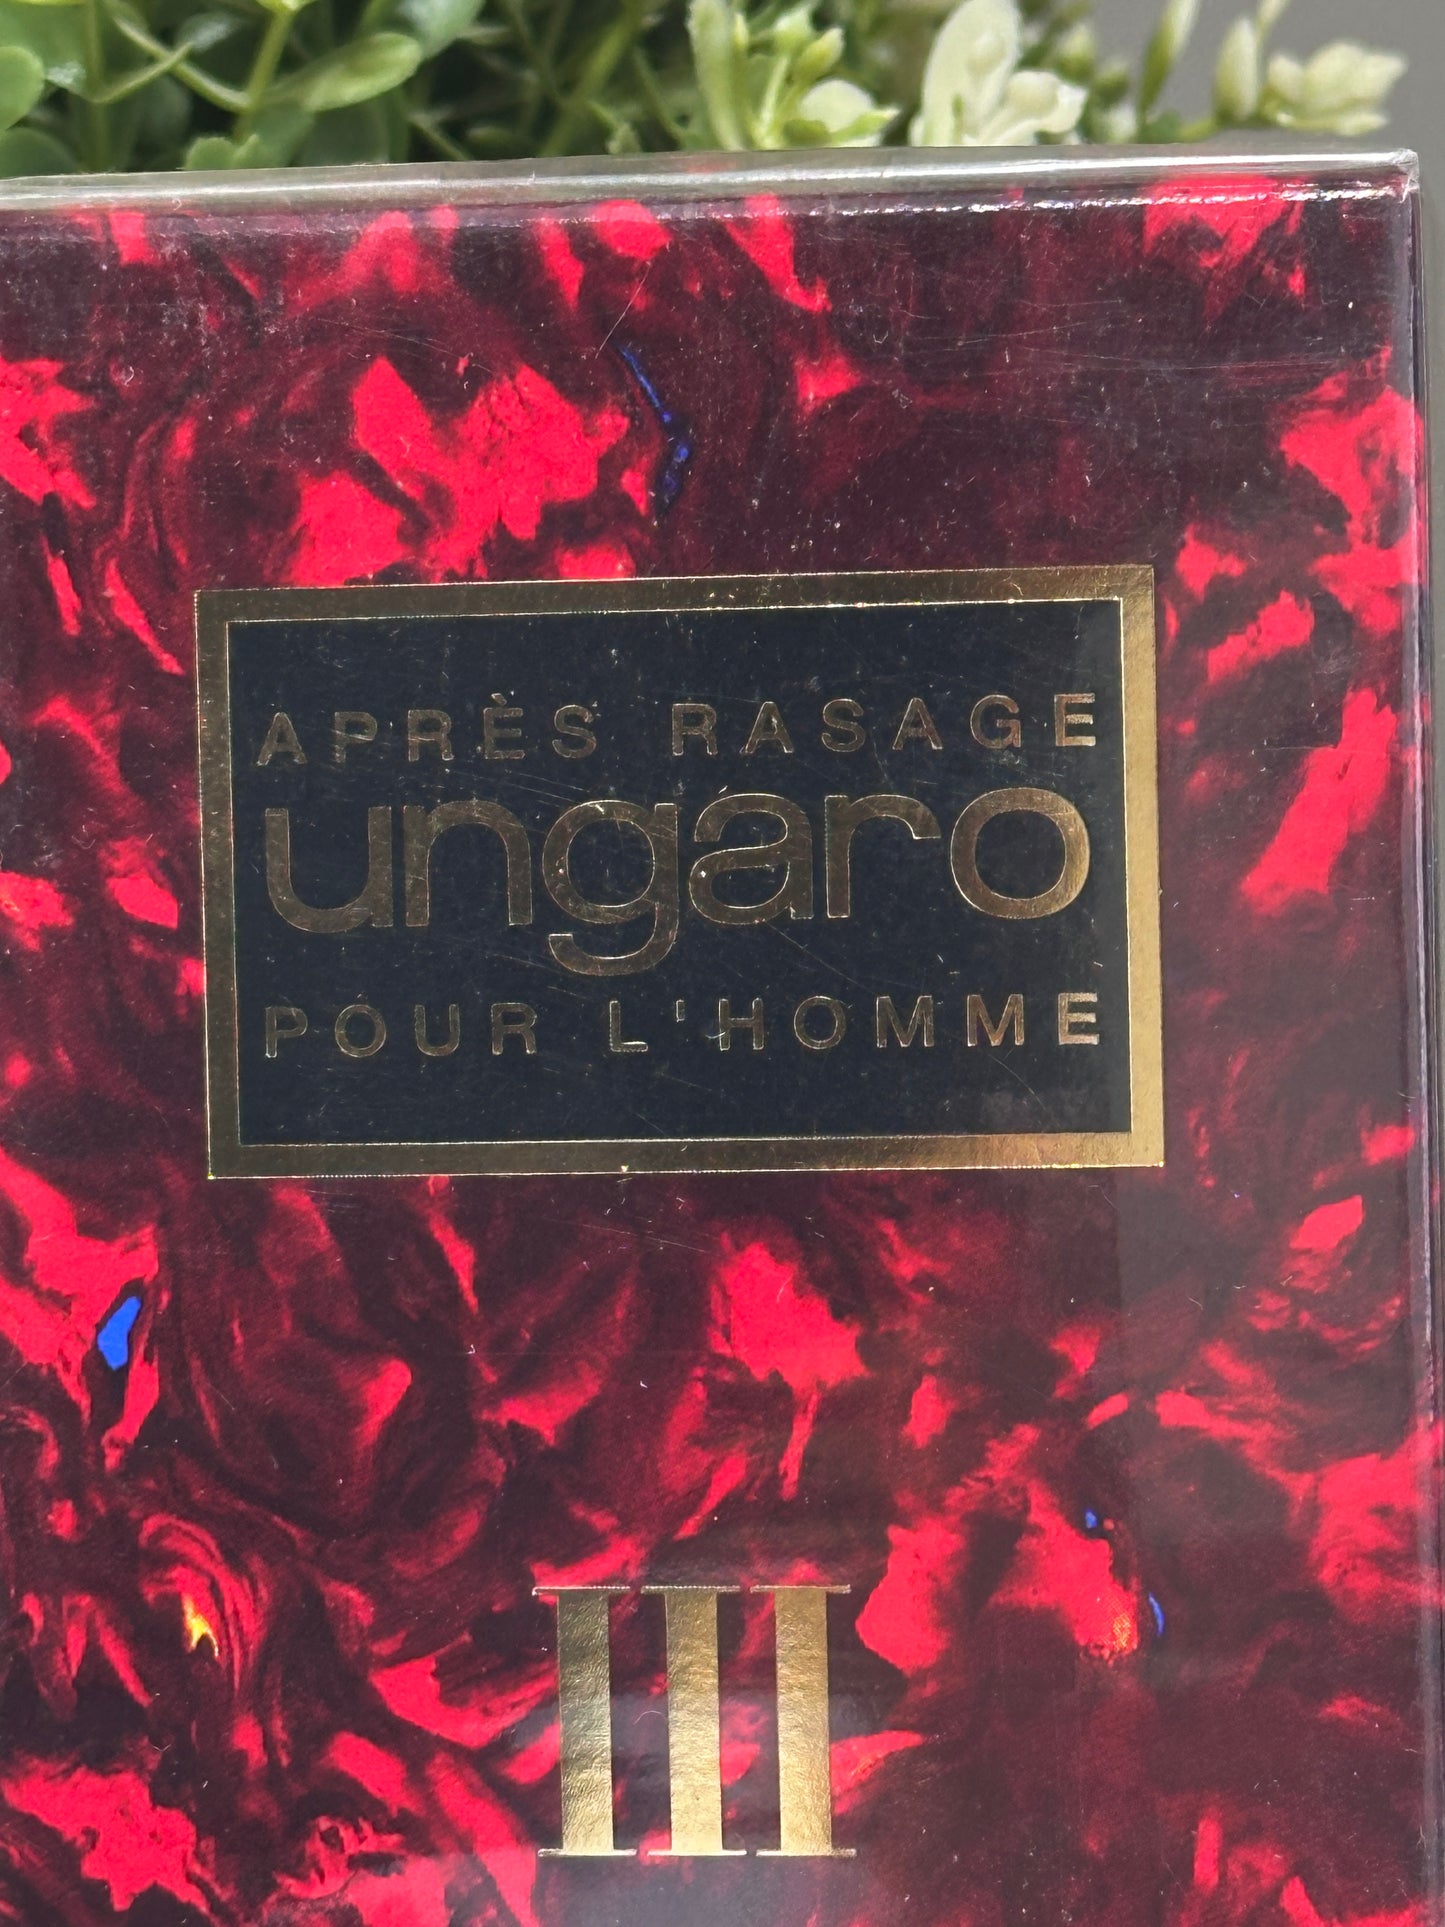 APRÈS RASAGE
ungaro
POUR L'HOMME
III